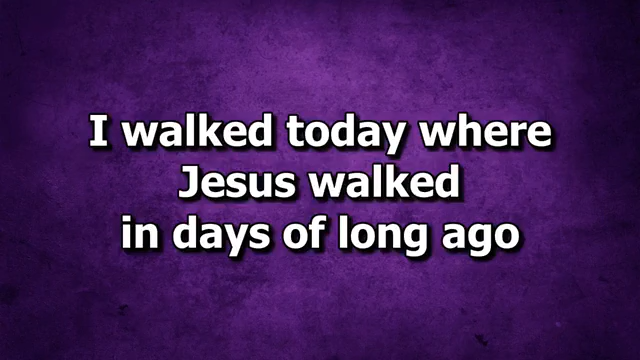 I walked today where
Jesus walked
in days of long ago